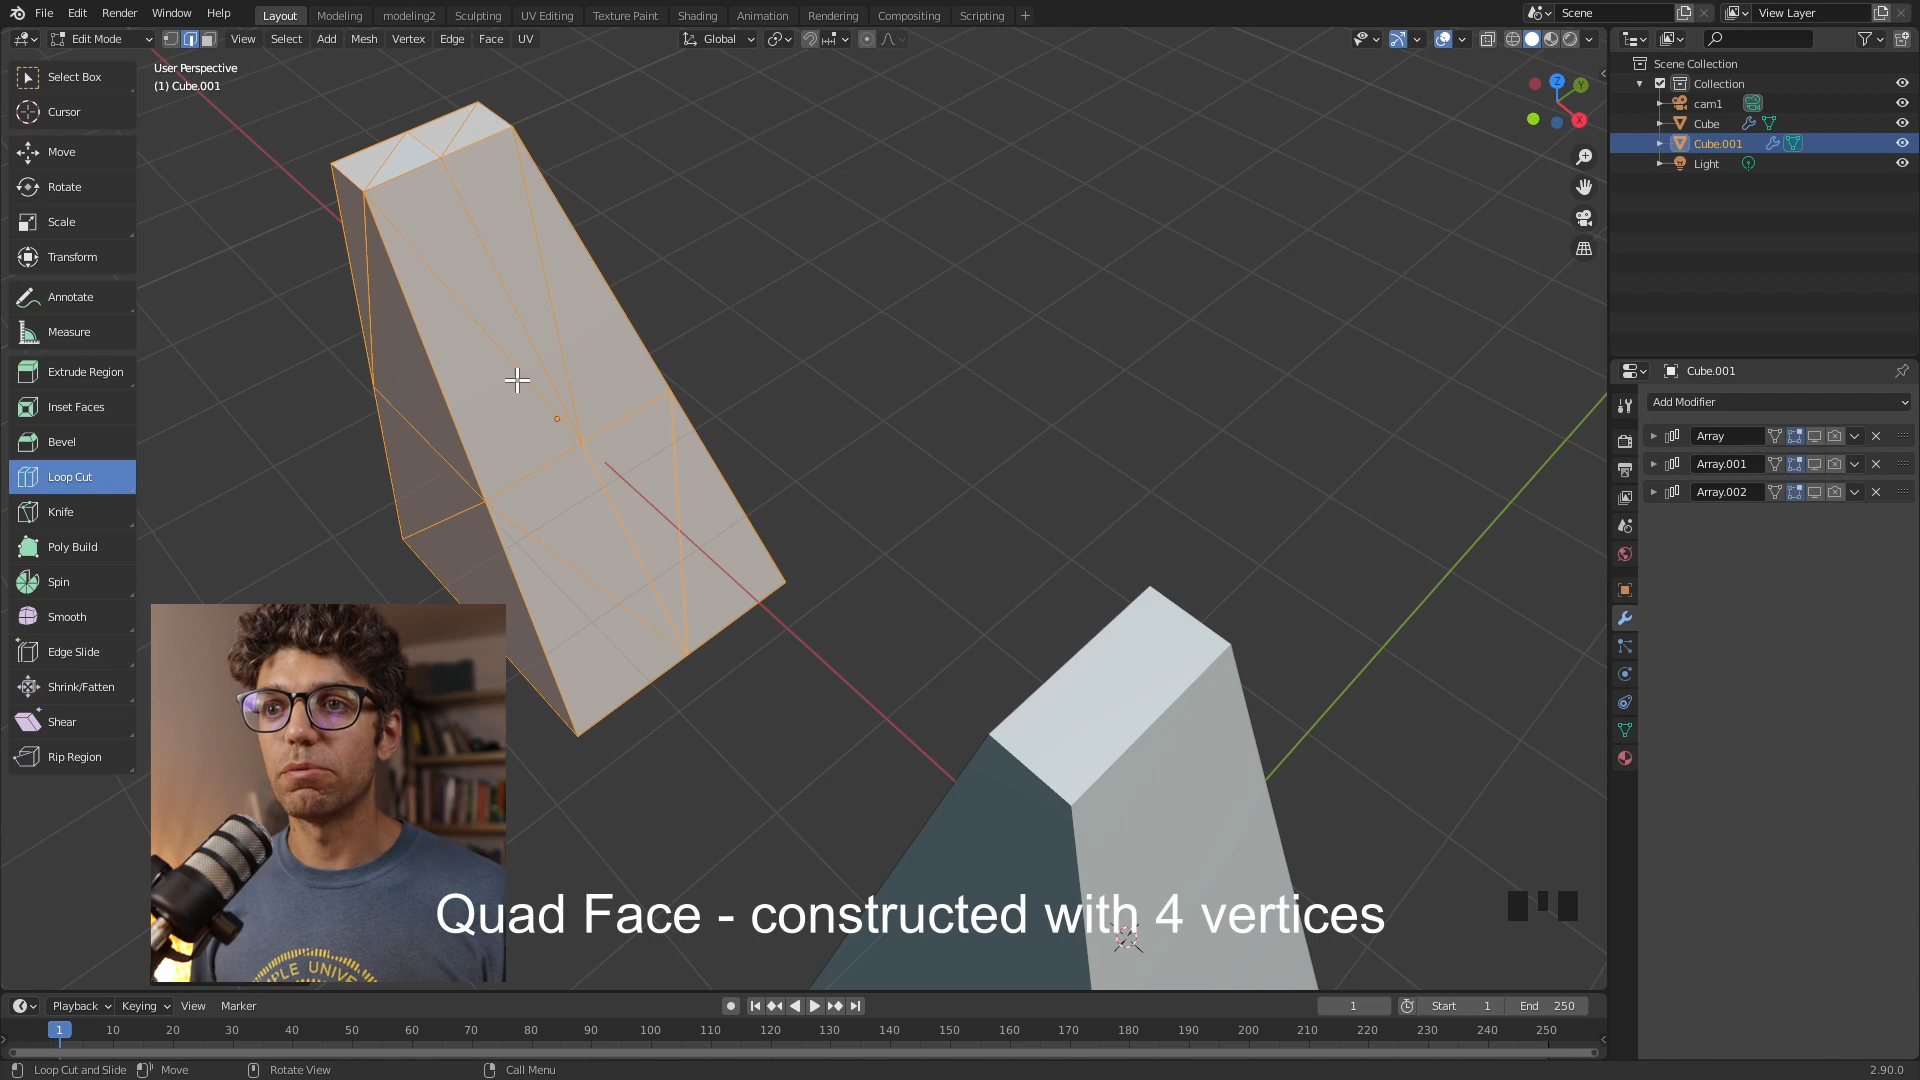 File Edit Render Window Help Layout Modeling modeling2 Sculpting UV Editing Texture Paint Shading Animation Rendering Compositing Scripting + Scene View Layer
Edit Mode View Select Add Mesh Vertex Edge Face UV Global
User Perspective
(1) Cube.001
Select Box
Cursor
Move
Rotate
Scale
Transform
Annotate
Measure
Extrude Region
Inset Faces
Bevel
Loop Cut
Knife
Poly Build
Spin
Smooth
Edge Slide
Shrink/Fatten
Shear
Rip Region
Z
Y
X
Scene Collection
Collection
cam1
Cube
Cube.001
Light
Cube.001
Add Modifier
Array
Array.001
Array.002
Quad Face - constructed with 4 vertices
PLE UNIVE
Playback Keying View Marker 1 Start 1 End 250
1 10 20 30 40 50 60 70 80 90 100 110 120 130 140 150 160 170 180 190 200 210 220 230 240 250
Loop Cut and Slide Move Rotate View Call Menu 2.90.0